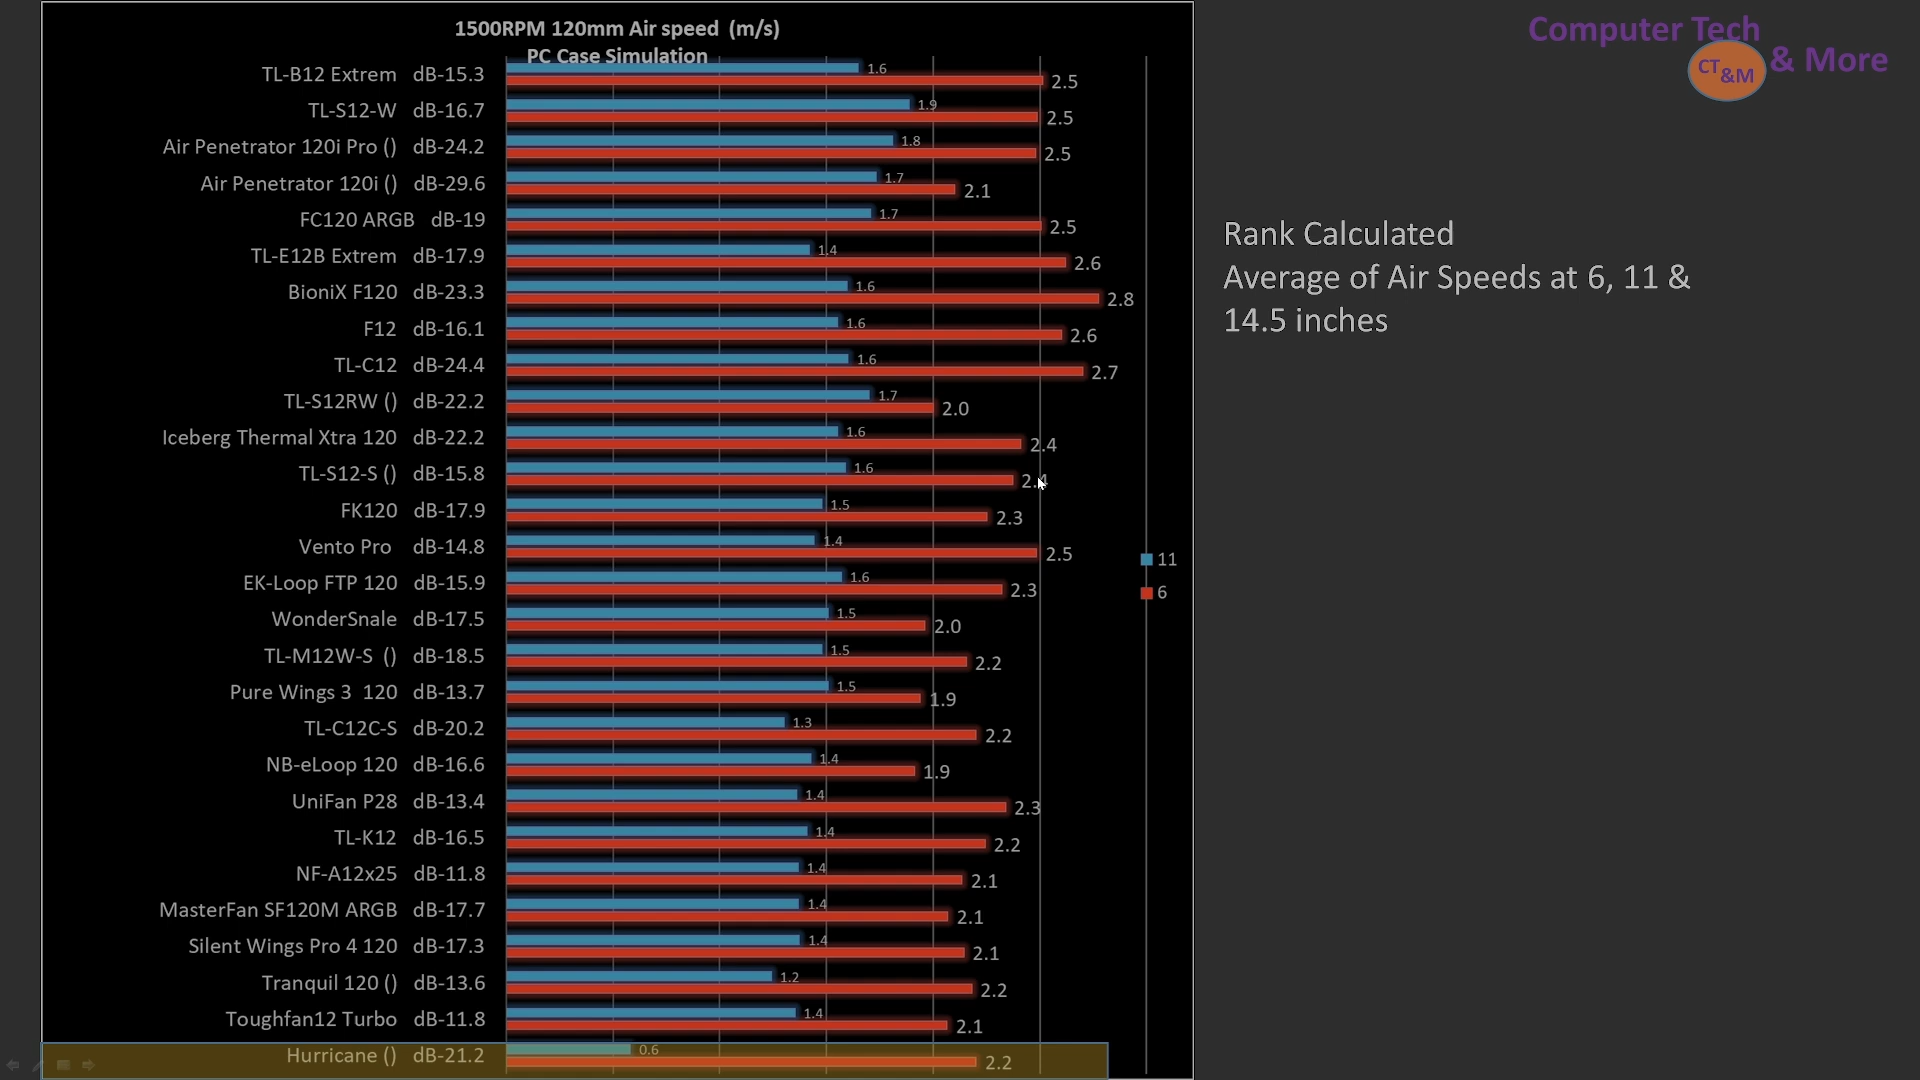 1500RPM 120mm Air speed (m/s)
PC Case Simulation
TL-B12 Extrem dB-15.3 1.6 2.5
TL-S12-W dB-16.7 1.9 2.5
Air Penetrator 120i Pro () dB-24.2 1.8 2.5
Air Penetrator 120i () dB-29.6 1.7 2.1
FC120 ARGB dB-19 1.7 2.5
TL-E12B Extrem dB-17.9 1.4 2.6
BioniX F120 dB-23.3 1.6 2.8
F12 dB-16.1 1.6 2.6
TL-C12 dB-24.4 1.6 2.7
TL-S12RW () dB-22.2 1.7 2.0
Iceberg Thermal Xtra 120 dB-22.2 1.6 2.4
TL-S12-S () dB-15.8 1.6 2.4
FK120 dB-17.9 1.5 2.3
Vento Pro dB-14.8 1.4 2.5
EK-Loop FTP 120 dB-15.9 1.6 2.3
WonderSnale dB-17.5 1.5 2.0
TL-M12W-S () dB-18.5 1.5 2.2
Pure Wings 3 120 dB-13.7 1.5 1.9
TL-C12C-S dB-20.2 1.3 2.2
NB-eLoop 120 dB-16.6 1.4 1.9
UniFan P28 dB-13.4 1.4 2.3
TL-K12 dB-16.5 1.4 2.2
NF-A12x25 dB-11.8 1.4 2.1
MasterFan SF120M ARGB dB-17.7 1.4 2.1
Silent Wings Pro 4 120 dB-17.3 1.4 2.1
Tranquil 120 () dB-13.6 1.2 2.2
Toughfan12 Turbo dB-11.8 1.4 2.1
Hurricane () dB-21.2 0.6 2.2
11
6
Computer Tech
& More
CT
&M
Rank Calculated
Average of Air Speeds at 6, 11 &
14.5 inches